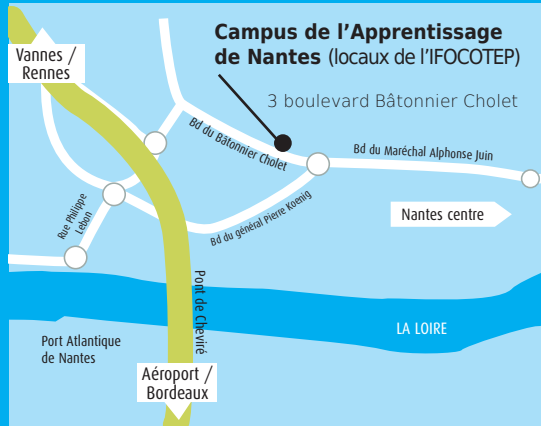 Campus de l’Apprentissage
de Nantes (locaux de l’IFOCOTEP)
3 boulevard Bâtonnier Cholet
Vannes /
Rennes
Bd du Bâtonnier Cholet
Bd du Maréchal Alphonse Juin
Rue Philippe
Lebon
Bd du général Pierre Koenig
Nantes centre
Pont de Cheviré
LA LOIRE
Port Atlantique
de Nantes
Aéroport /
Bordeaux